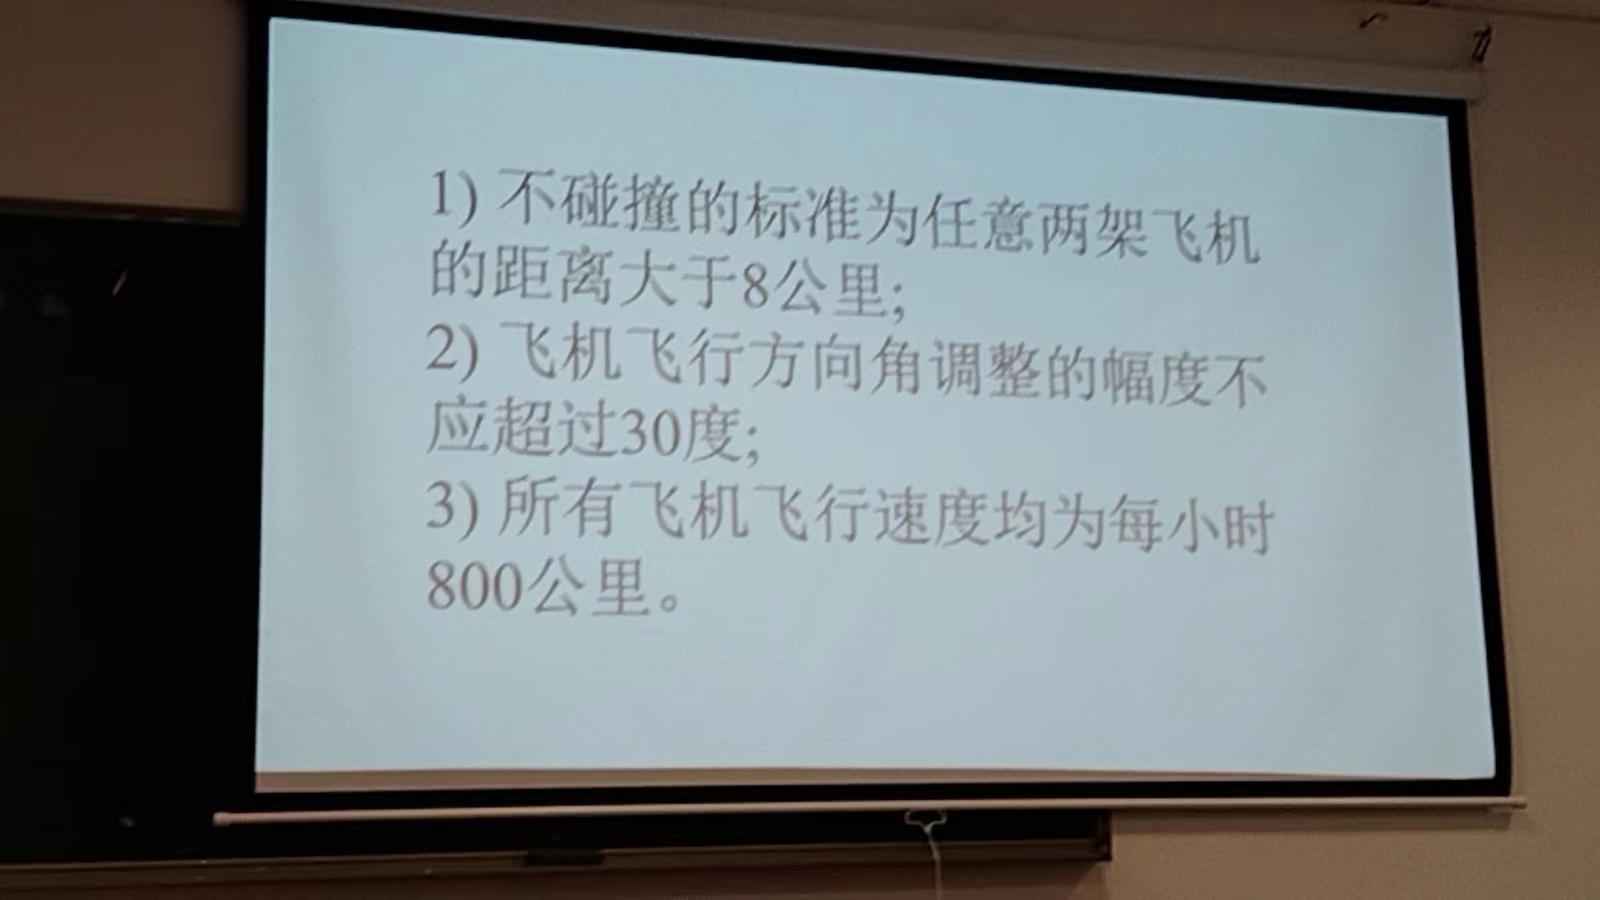 1) 不碰撞的标准为任意两架飞机
的距离大于8公里;
2) 飞机飞行方向角调整的幅度不
应超过30度;
3) 所有飞机飞行速度均为每小时
800公里。